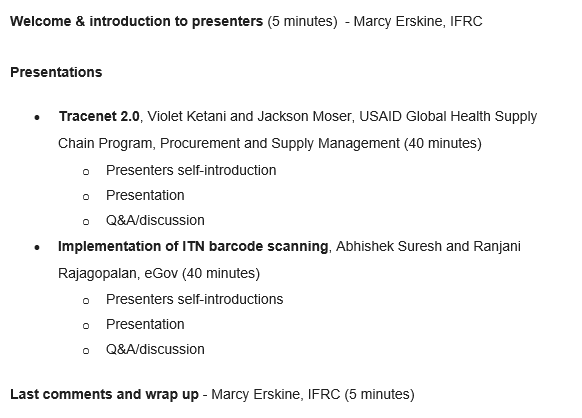 Welcome & introduction to presenters (5 minutes)  - Marcy Erskine, IFRC
Presentations
• Tracenet 2.0, Violet Ketani and Jackson Moser, USAID Global Health Supply
Chain Program, Procurement and Supply Management (40 minutes)
o Presenters self-introduction
o Presentation
o Q&A/discussion
• Implementation of ITN barcode scanning, Abhishek Suresh and Ranjani
Rajagopalan, eGov (40 minutes)
o Presenters self-introductions
o Presentation
o Q&A/discussion
Last comments and wrap up - Marcy Erskine, IFRC (5 minutes)